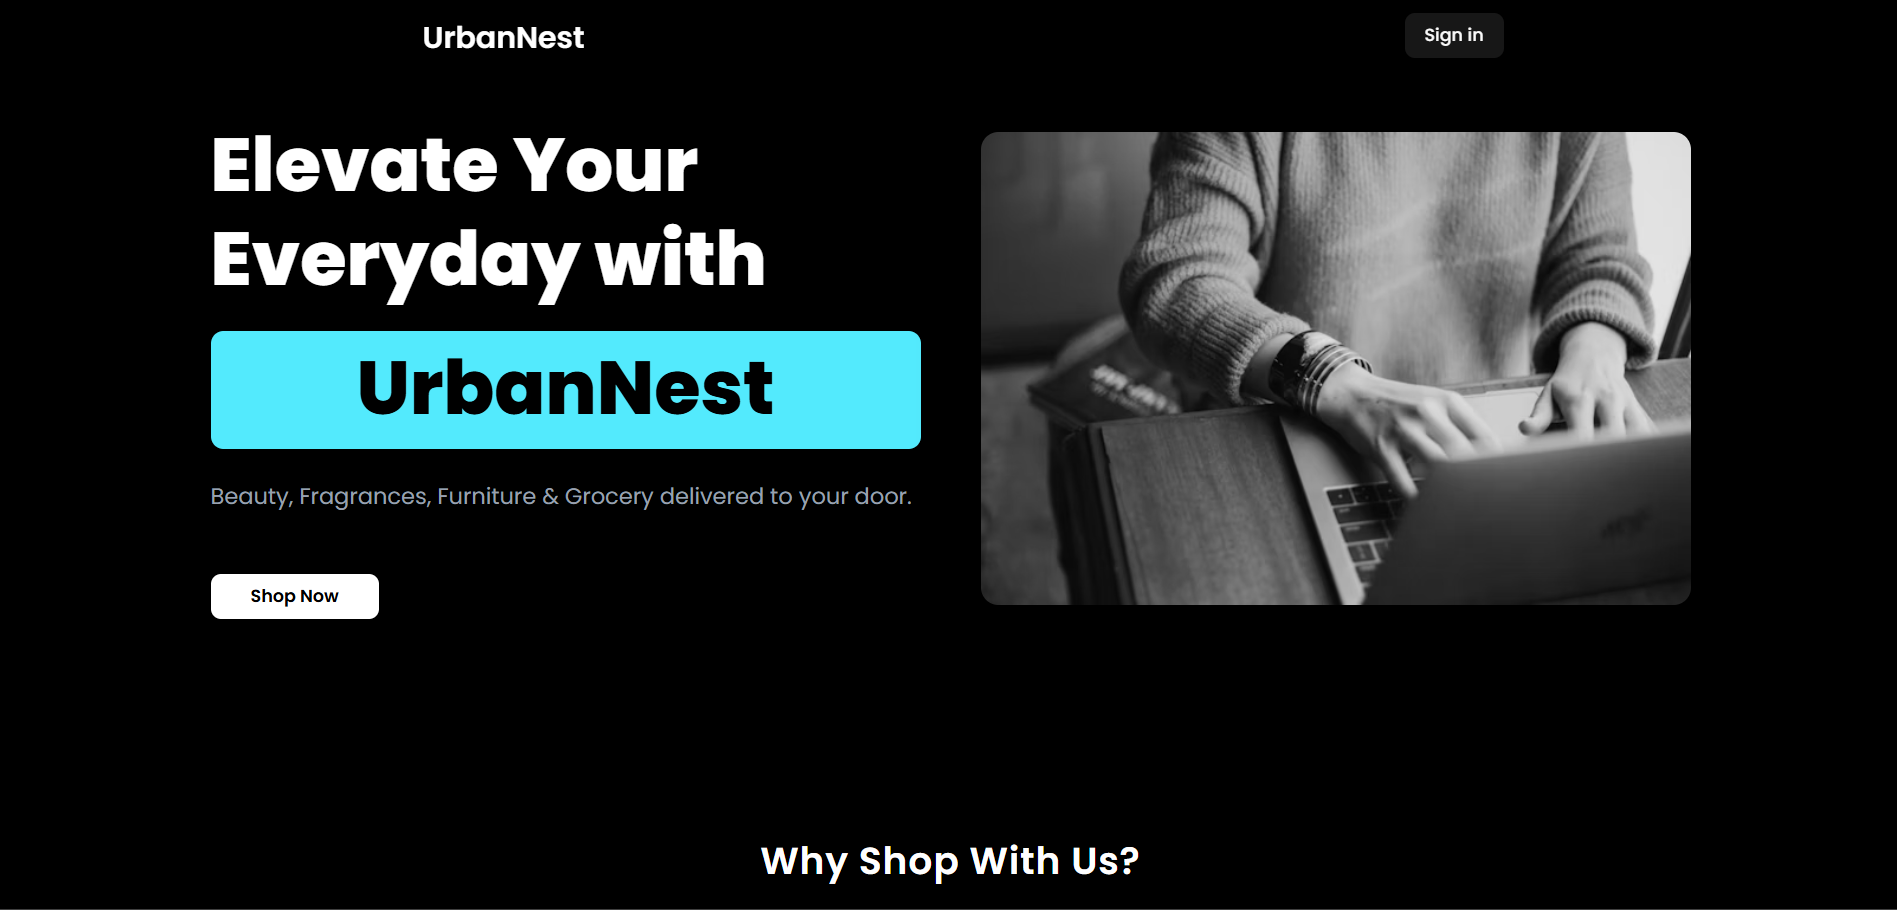 UrbanNest
Sign in
Elevate Your
Everyday with
UrbanNest
Beauty, Fragrances, Furniture & Grocery delivered to your door.
Shop Now
Why Shop With Us?